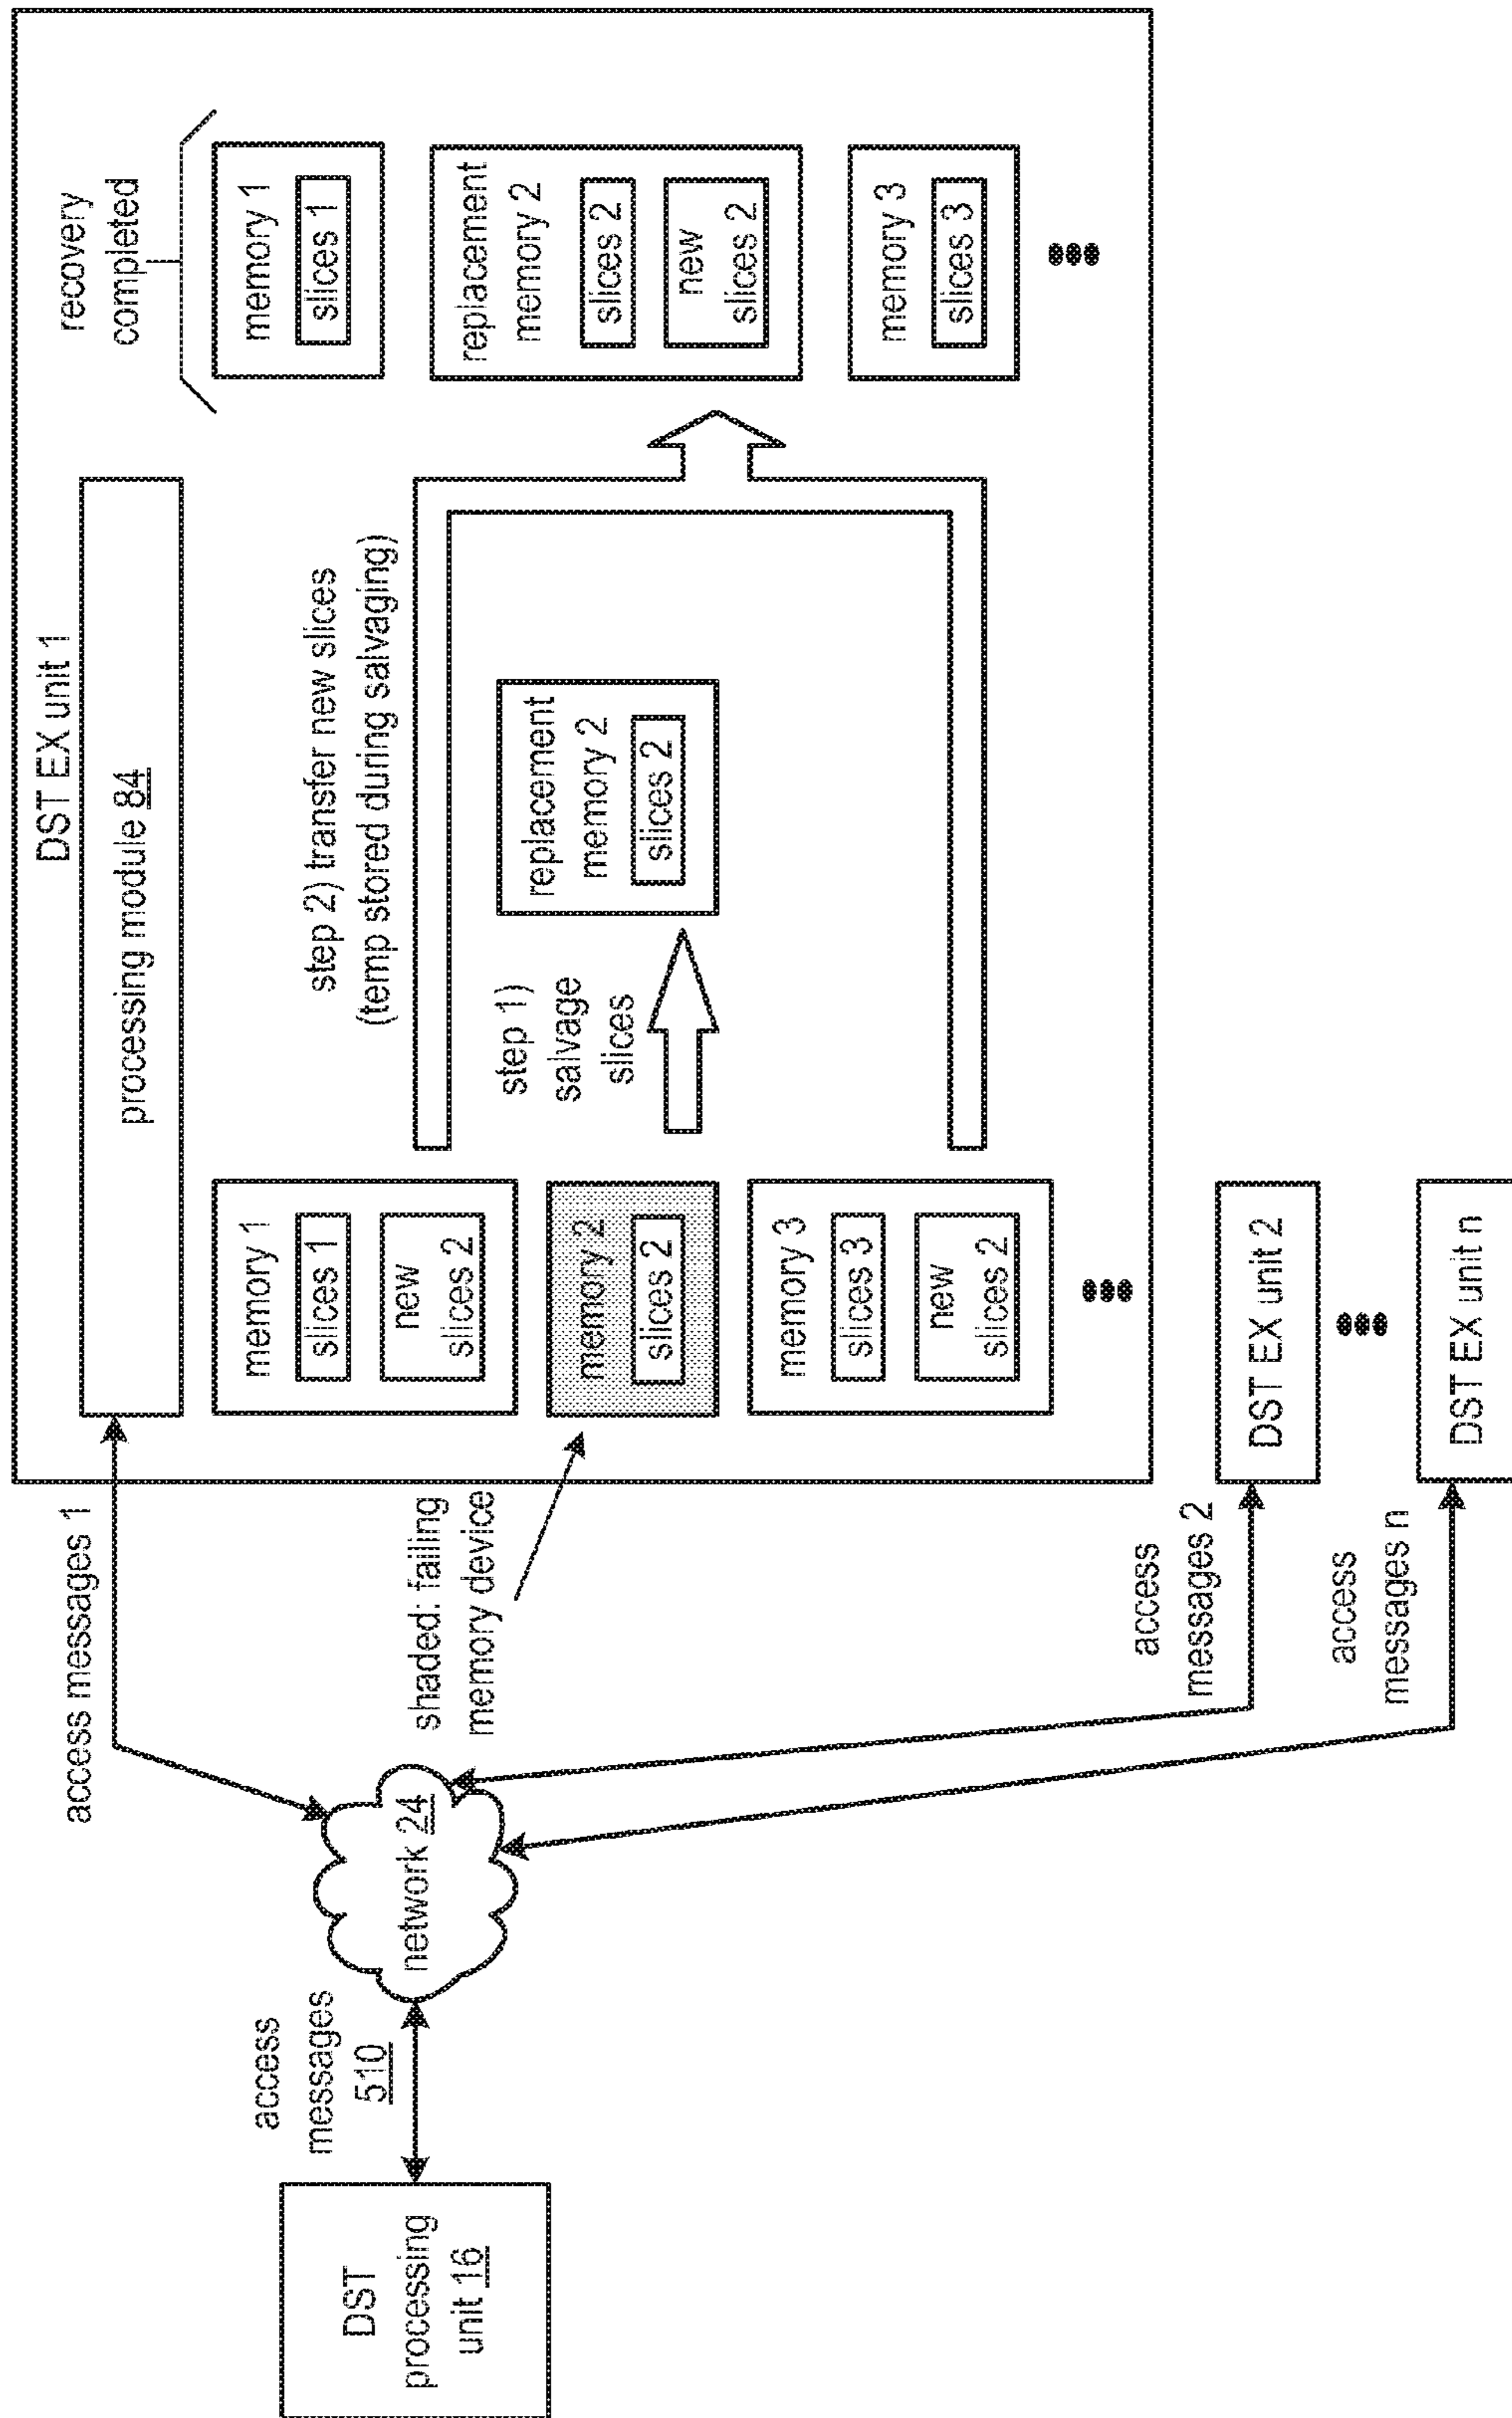 DST
processing
unit 16
access
messages
510
network 24
access messages 1
shaded: failing
memory device
access
messages 2
access
messages n
DST EX unit 1
processing module 84
memory 1
slices 1
new
slices 2
memory 2
slices 2
memory 3
slices 3
new
slices 2
DST EX unit 2
DST EX unit n
step 1)
salvage
slices
step 2) transfer new slices
(temp stored during salvaging)
replacement
memory 2
slices 2
recovery
completed
memory 1
slices 1
replacement
memory 2
slices 2
new
slices 2
memory 3
slices 3